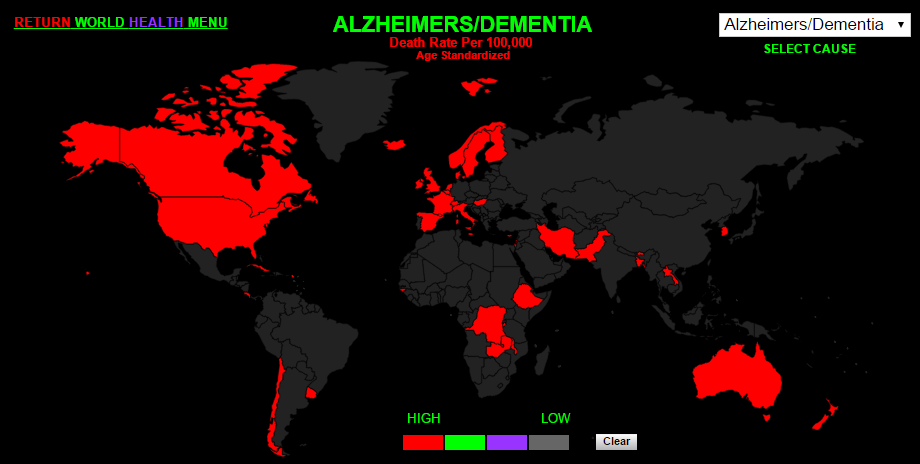 RETURN WORLD HEALTH MENU
ALZHEIMERS/DEMENTIA
Death Rate Per 100,000
Age Standardized
Alzheimers/Dementia
SELECT CAUSE
HIGH LOW
Clear